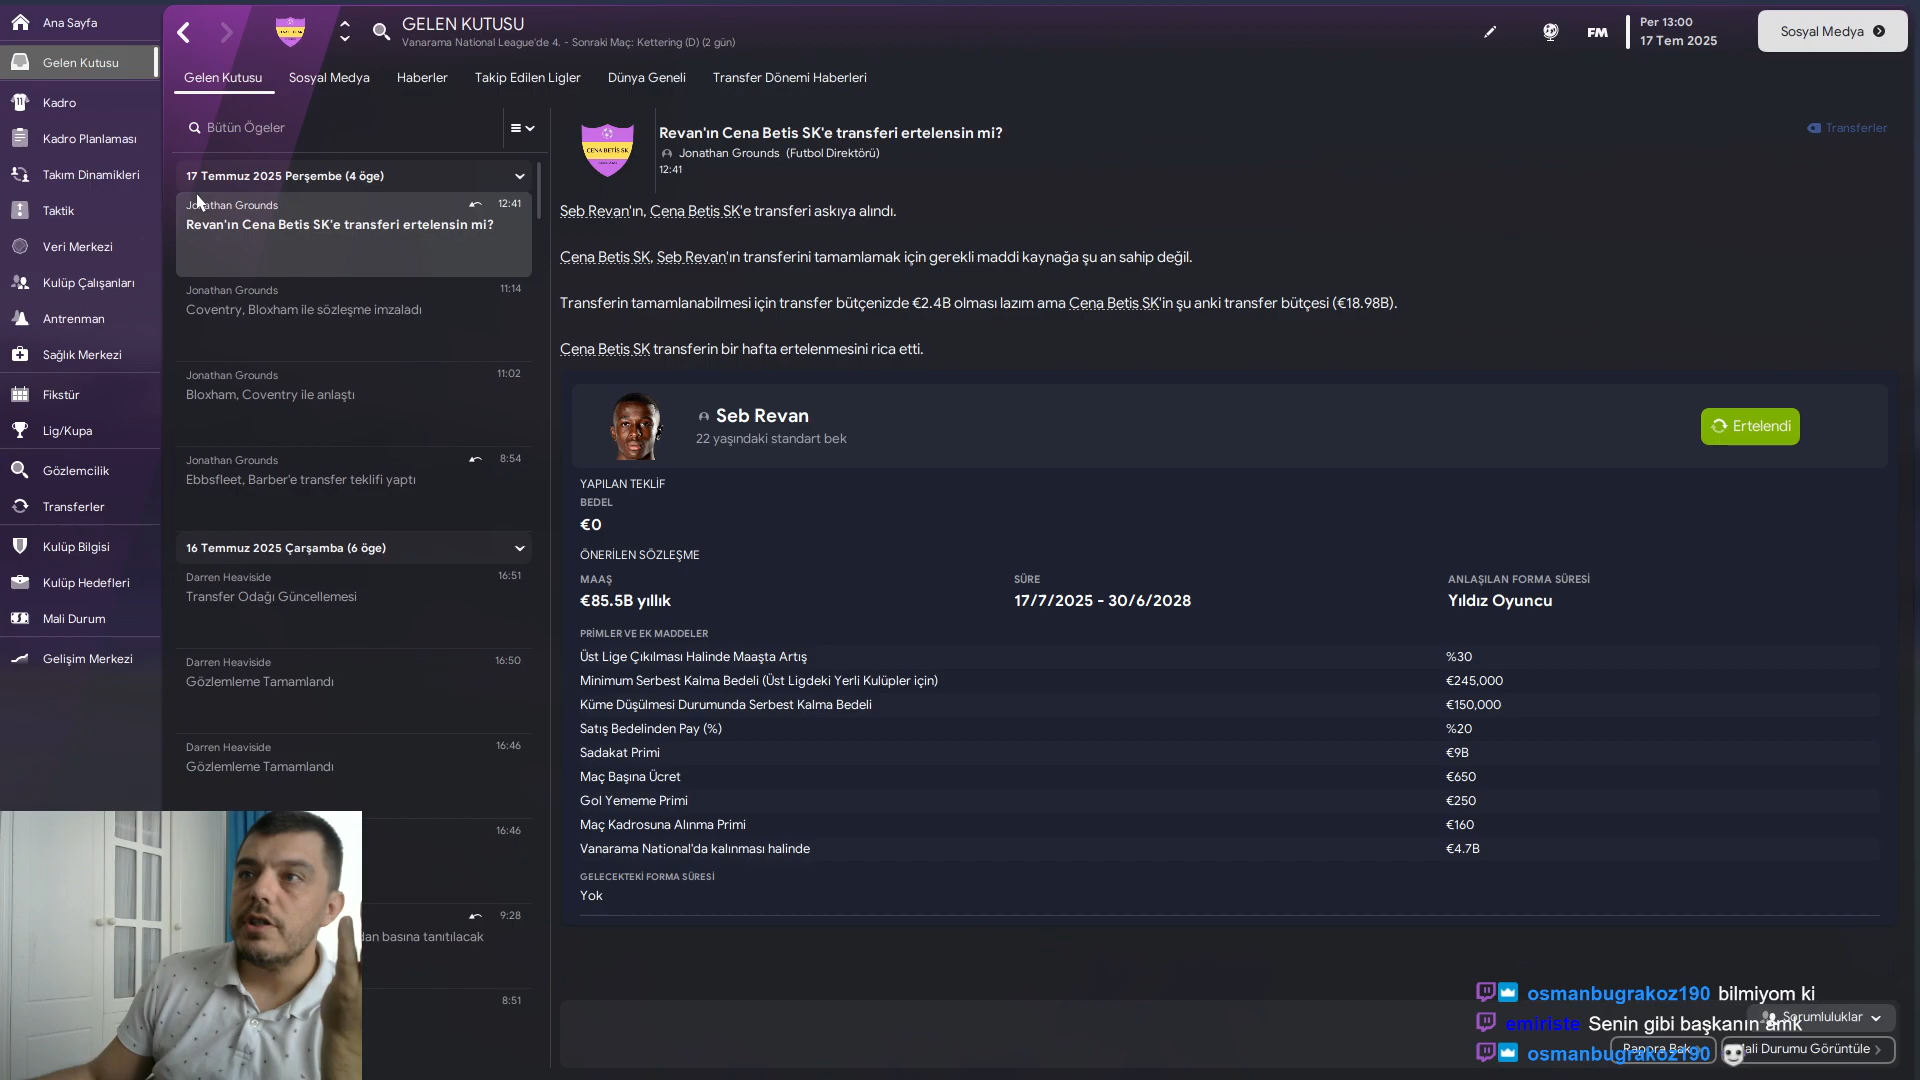 Ana Sayfa
Gelen Kutusu
Kadro
Kadro Planlaması
Takım Dinamikleri
Taktik
Veri Merkezi
Kulüp Çalışanları
Antrenman
Sağlık Merkezi
Fikstür
Lig/Kupa
Gözlemcilik
Transferler
Kulüp Bilgisi
Kulüp Hedefleri
Mali Durum
Gelişim Merkezi
GELEN KUTUSU
Vanarama National League'de 4. - Sonraki Maç: Kettering (D) (2 gün)
FM
Per 13:00
17 Tem 2025
Sosyal Medya
Gelen Kutusu Sosyal Medya Haberler Takip Edilen Ligler Dünya Geneli Transfer Dönemi Haberleri
Bütün Ögeler
17 Temmuz 2025 Perşembe (4 öge)
Jonathan Grounds 12:41
Revan'ın Cena Betis SK'e transferi ertelensin mi?
Jonathan Grounds 11:14
Coventry, Bloxham ile sözleşme imzaladı
Jonathan Grounds 11:02
Bloxham, Coventry ile anlaştı
Jonathan Grounds 8:54
Ebbsfleet, Barber'e transfer teklifi yaptı
16 Temmuz 2025 Çarşamba (6 öge)
Darren Heaviside 16:51
Transfer Odağı Güncellemesi
Darren Heaviside 16:50
Gözlemleme Tamamlandı
Darren Heaviside 16:46
Gözlemleme Tamamlandı
16:46
9:28
dan basına tanıtılacak
8:51
CENA BETİS SK
Revan'ın Cena Betis SK'e transferi ertelensin mi?
Jonathan Grounds (Futbol Direktörü)
12:41
Transferler
Seb Revan'ın, Cena Betis SK'e transferi askıya alındı.
Cena Betis SK, Seb Revan'ın transferini tamamlamak için gerekli maddi kaynağa şu an sahip değil.
Transferin tamamlanabilmesi için transfer bütçenizde €2.4B olması lazım ama Cena Betis SK'in şu anki transfer bütçesi (€18.98B).
Cena Betis SK transferin bir hafta ertelenmesini rica etti.
Seb Revan
22 yaşındaki standart bek
Ertelendi
YAPILAN TEKLİF
BEDEL
€0
ÖNERİLEN SÖZLEŞME
MAAŞ SÜRE ANLAŞILAN FORMA SÜRESİ
€85.5B yıllık 17/7/2025 - 30/6/2028 Yıldız Oyuncu
PRİMLER VE EK MADDELER
Üst Lige Çıkılması Halinde Maaşta Artış %30
Minimum Serbest Kalma Bedeli (Üst Ligdeki Yerli Kulüpler için) €245,000
Küme Düşülmesi Durumunda Serbest Kalma Bedeli €150,000
Satış Bedelinden Pay (%) %20
Sadakat Primi €9B
Maç Başına Ücret €650
Gol Yememe Primi €250
Maç Kadrosuna Alınma Primi €160
Vanarama National'da kalınması halinde €4.7B
GELECEKTEKİ FORMA SÜRESİ
Yok
osmanbugrakoz190 bilmiyom ki
Sorumluluklar
emiriste Senin gibi başkanın amk
osmanbugrakoz190
Mali Durumu Görüntüle